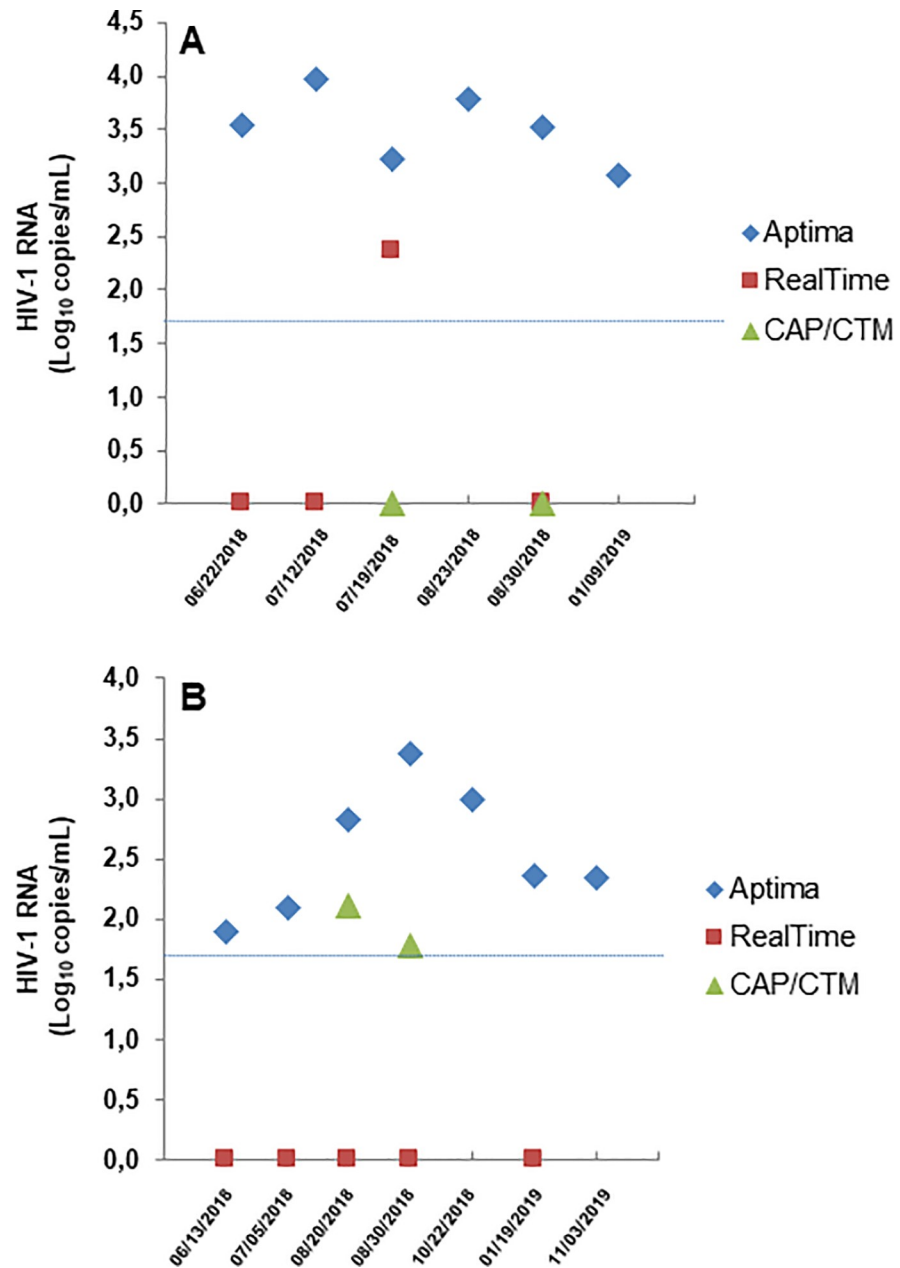 A
4,5
4,0
3,5
3,0
2,5
2,0
1,5
1,0
0,5
0,0
HIV-1 RNA
(Log₁₀ copies/mL)
06/22/2018
07/12/2018
07/19/2018
08/23/2018
08/30/2018
01/09/2019
Aptima
RealTime
CAP/CTM
B
4,0
3,5
3,0
2,5
2,0
1,5
1,0
0,5
0,0
HIV-1 RNA
(Log₁₀ copies/mL)
06/13/2018
07/05/2018
08/20/2018
08/30/2018
10/22/2018
01/19/2019
11/03/2019
Aptima
RealTime
CAP/CTM